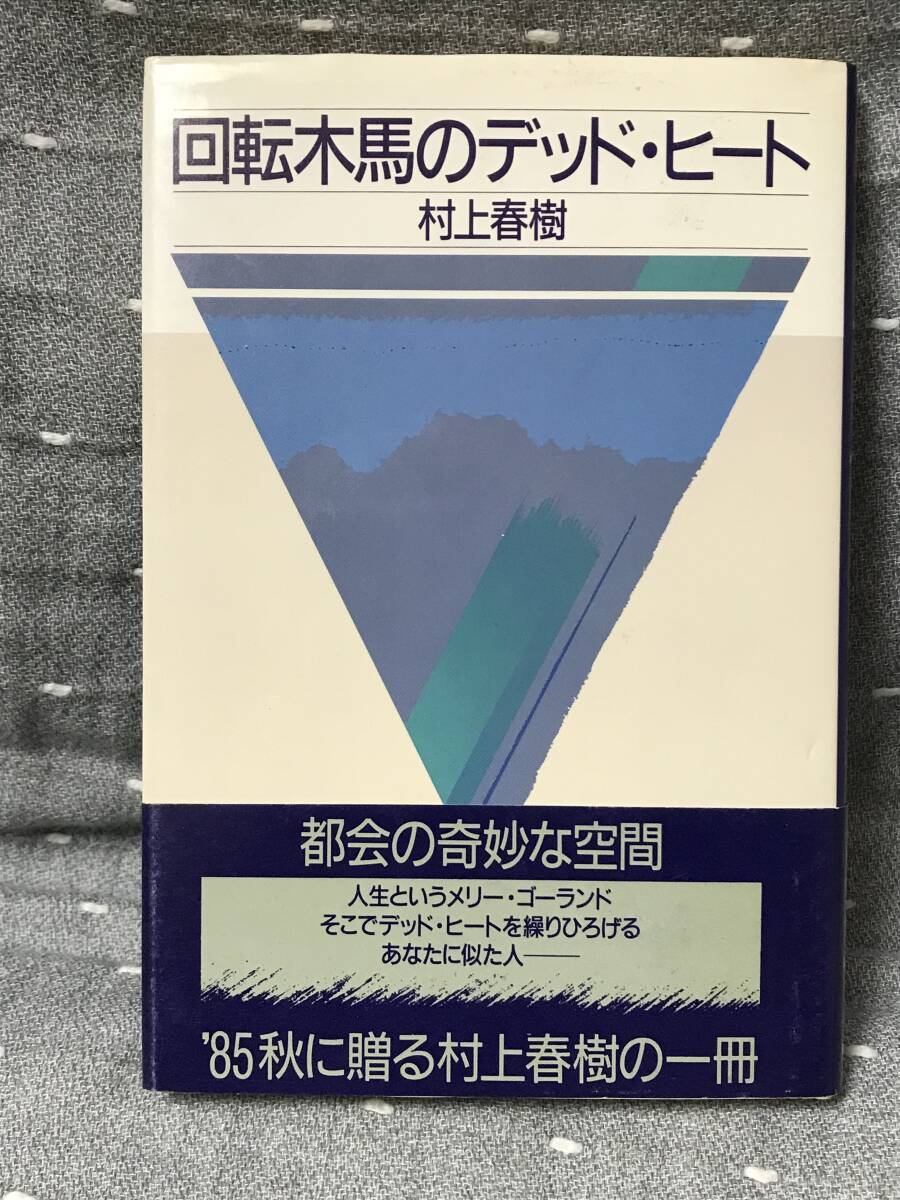 回転木馬のデッド・ヒート
村上春樹
都会の奇妙な空間
人生というメリー・ゴーランド
そこでデッド・ヒートを繰りひろげる
あなたに似た人――
'85秋に贈る村上春樹の一冊